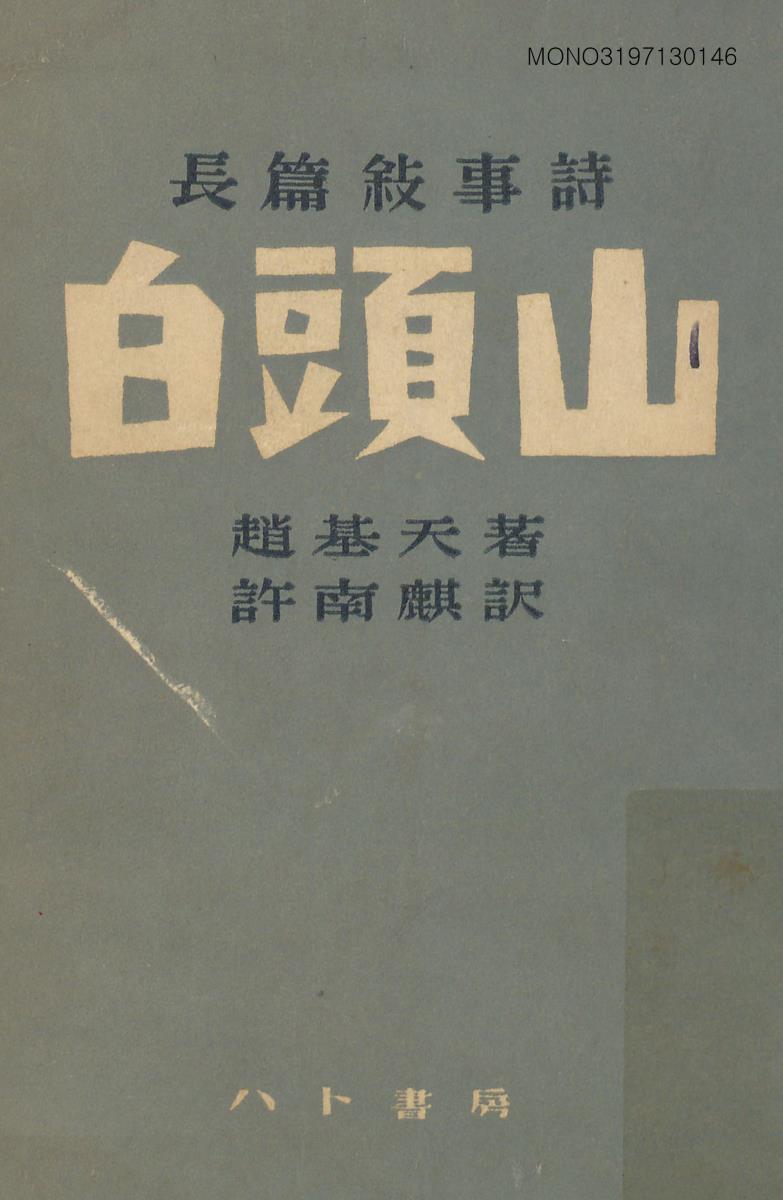 MONO3197130146
長篇敍事詩
白頭山
趙基天著
許南麒訳
ハト書房